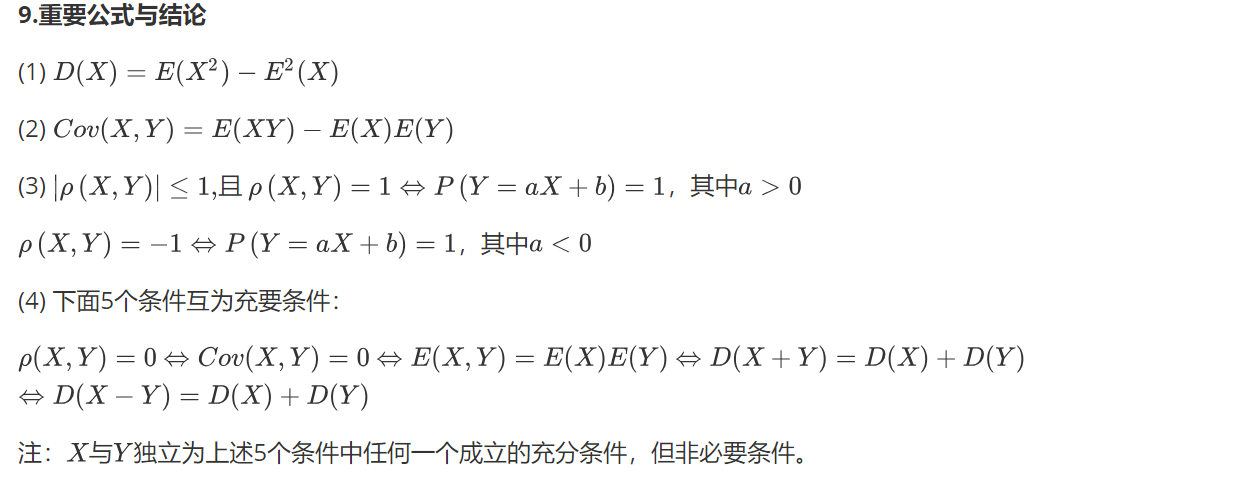 9.重要公式与结论
(1) D(X) = E(X²) − E²(X)
(2) Cov(X, Y) = E(XY) − E(X)E(Y)
(3) |ρ(X, Y)| ≤ 1,且 ρ(X, Y) = 1 ⇔ P(Y = aX + b) = 1，其中a > 0
ρ(X, Y) = −1 ⇔ P(Y = aX + b) = 1，其中a < 0
(4) 下面5个条件互为充要条件：
ρ(X, Y) = 0 ⇔ Cov(X, Y) = 0 ⇔ E(X, Y) = E(X)E(Y) ⇔ D(X + Y) = D(X) + D(Y)
⇔ D(X − Y) = D(X) + D(Y)
注：X与Y独立为上述5个条件中任何一个成立的充分条件，但非必要条件。